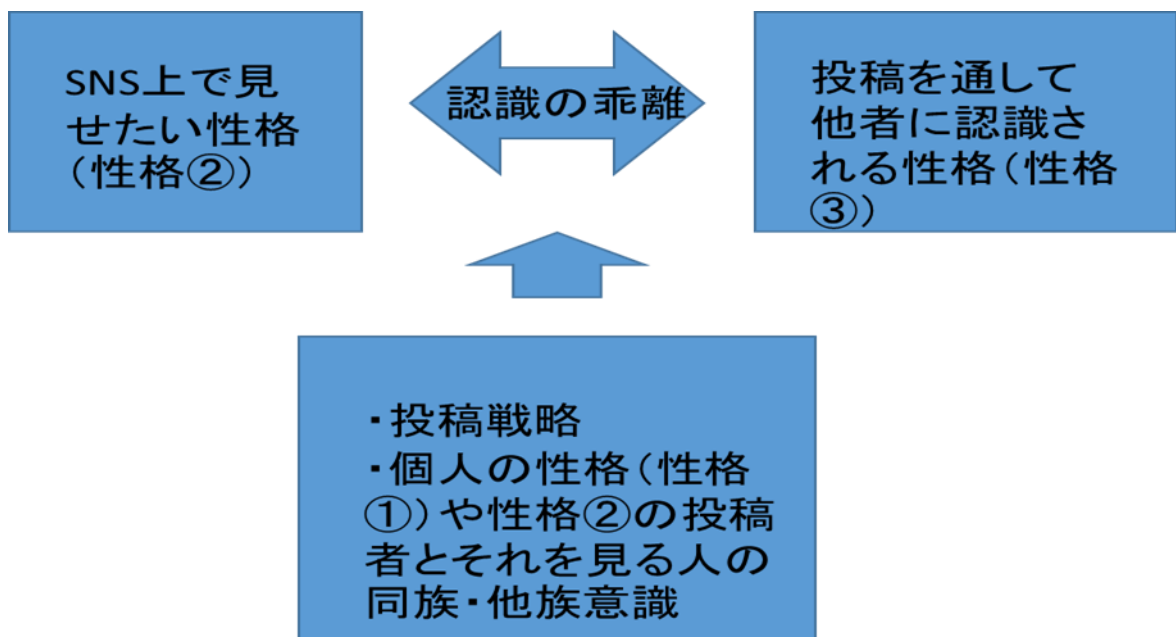 SNS上で見
せたい性格
（性格②）
認識の乖離
投稿を通して
他者に認識さ
れる性格（性格
③）
・投稿戦略
・個人の性格（性格
①）や性格②の投稿
者とそれを見る人の
同族・他族意識